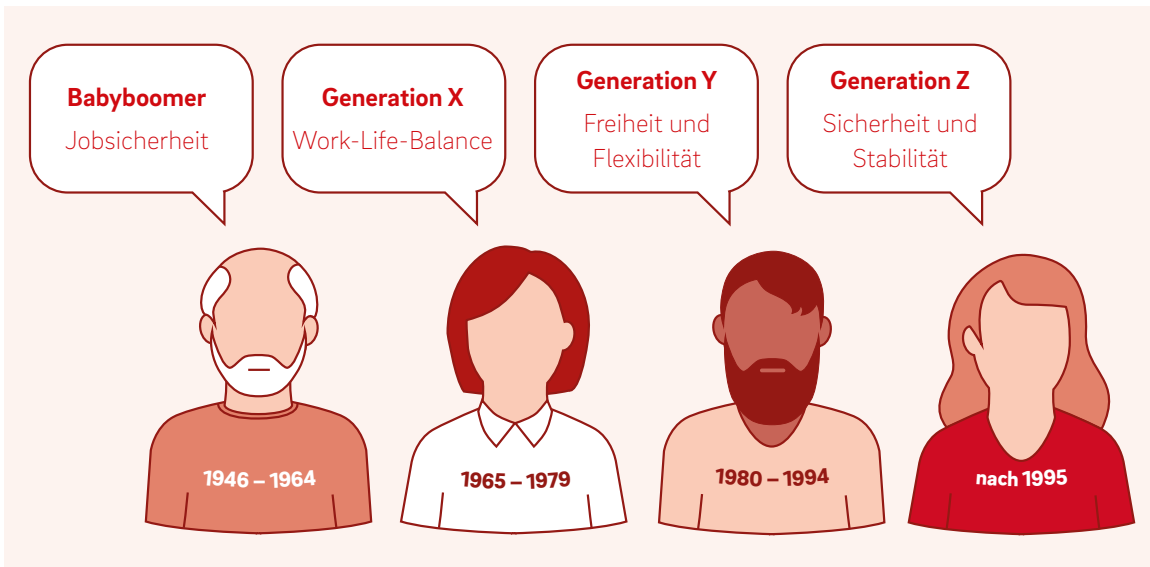 Babyboomer
Jobsicherheit
Generation X
Work-Life-Balance
Generation Y
Freiheit und
Flexibilität
Generation Z
Sicherheit und
Stabilität
1946 – 1964
1965 – 1979
1980 – 1994
nach 1995